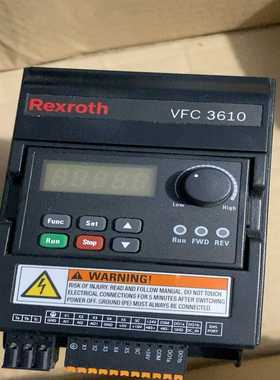 Rexroth
VFC 3610
Low
High
Func
Set
Run
Stop
Run FWD REV
WARNING!
RISK OF INJURY. READ AND FOLLOW MANUAL. DO NOT TOUCH
ELECTRICAL CONNECTIONS FOR 5 MINUTES AFTER SWITCHING
POWER OFF. GROUND (PE) MUST ALWAYS BE CONNECTED.